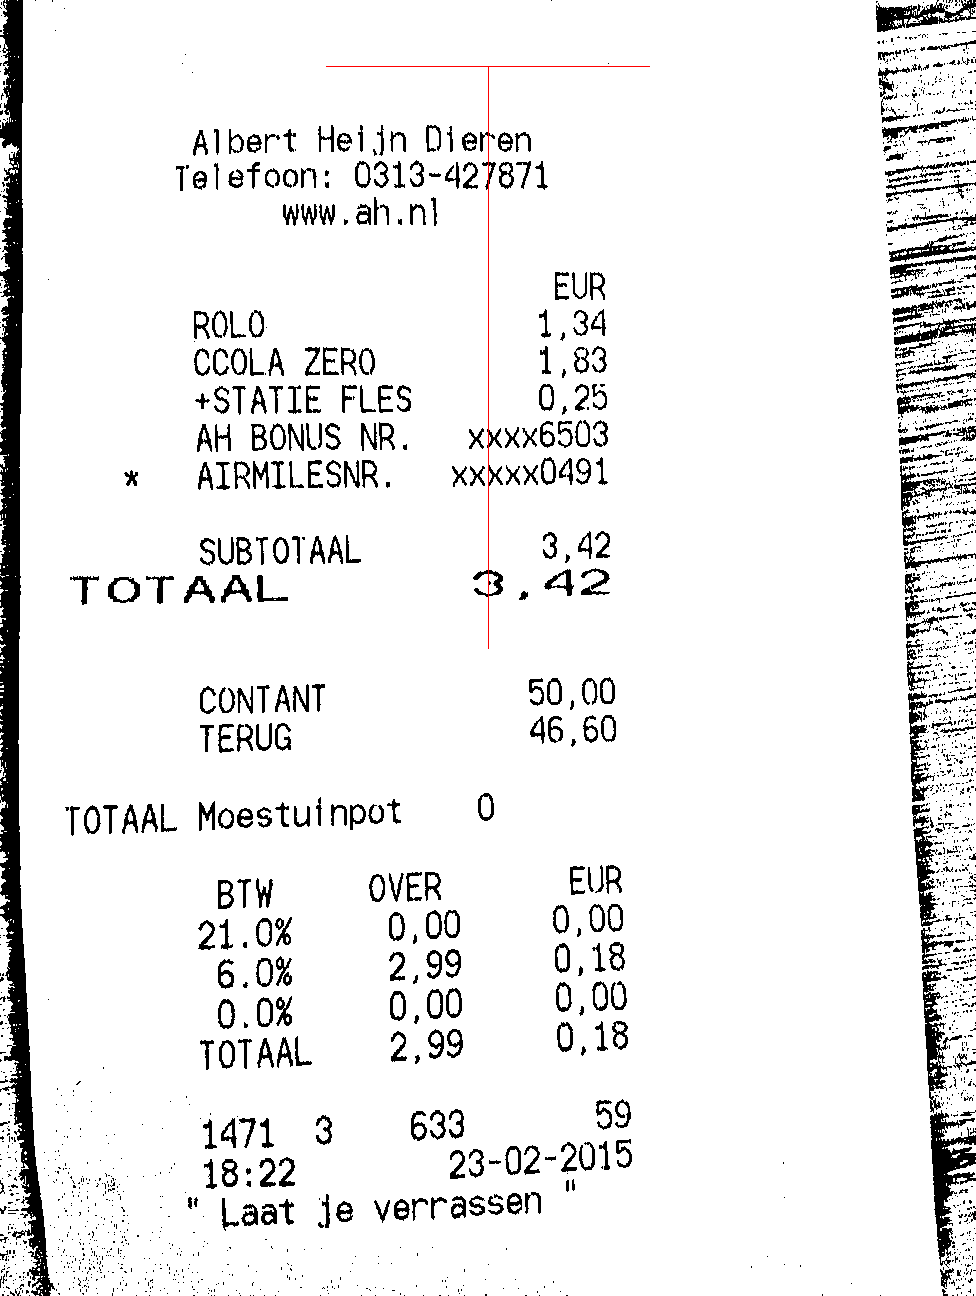 Albert Heijn Dieren
Telefoon: 0313-427871
www.ah.nl
EUR
ROLO 1,34
CCOLA ZERO 1,83
+STATIE FLES 0,25
AH BONUS NR. xxxx6503
* AIRMILESNR. xxxxx0491
SUBTOTAAL 3,42
TOTAAL 3.42
CONTANT 50,00
TERUG 46,60
TOTAAL Moestuinpot 0
BTW OVER EUR
21.0% 0,00 0,00
6.0% 2,99 0,18
0.0% 0,00 0,00
TOTAAL 2,99 0,18
1471 3 633 59
18:22 23-02-2015
" Laat je verrassen "